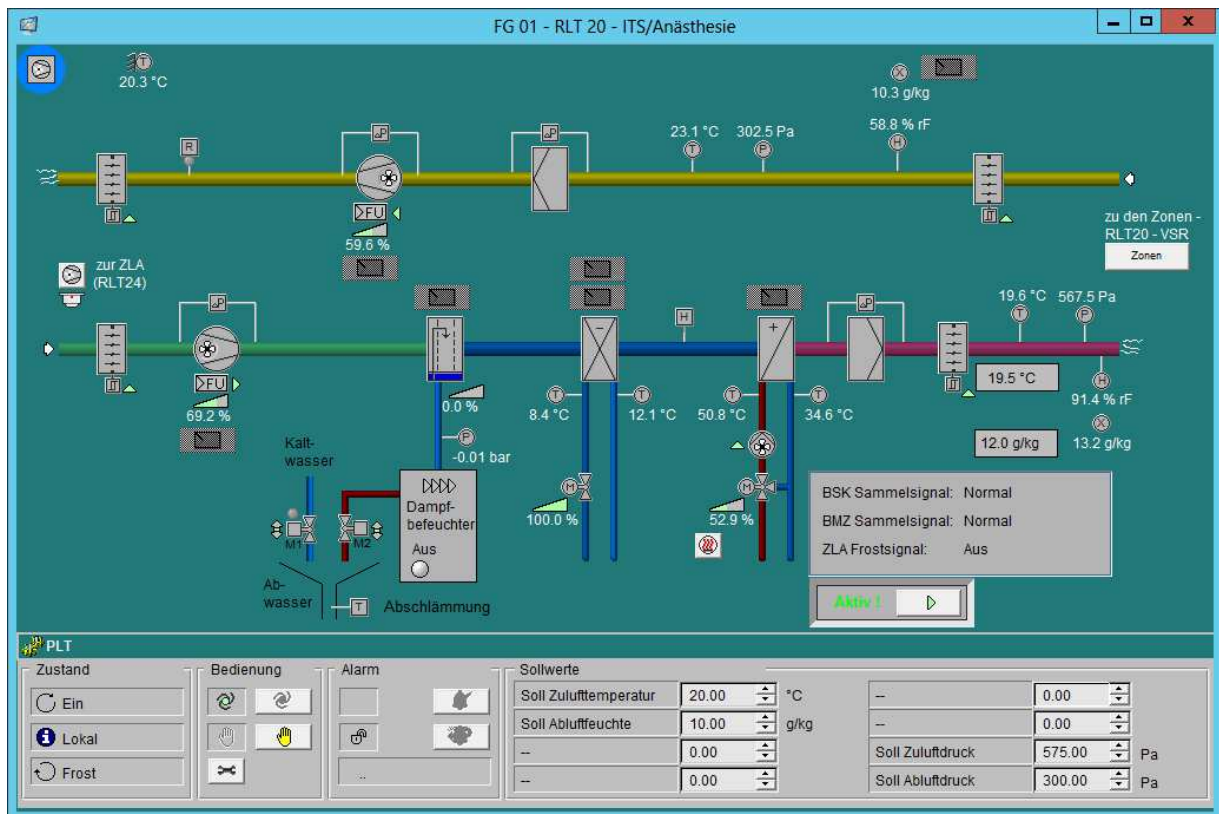 FG 01 - RLT 20 - ITS/Anästhesie
X
T
20.3 °C
X
10.3 g/kg
58.8 % rF
H
23.1 °C
302.5 Pa
T
P
R
P
P
>FU
59.6 %
zu den Zonen -
RLT20 - VSR
Zonen
zur ZLA
(RLT24)
P
>FU
69.2 %
0.0 %
P
-0.01 bar
H
P
19.6 °C
567.5 Pa
T
P
19.5 °C
H
91.4 % rF
X
12.0 g/kg
13.2 g/kg
T
8.4 °C
T
12.1 °C
T
50.8 °C
T
34.6 °C
M
100.0 %
M
52.9 %
Kalt-
wasser
M1
M2
Dampf-
befeuchter
Aus
Ab-
wasser
T
Abschlämmung
BSK Sammelsignal: Normal
BMZ Sammelsignal: Normal
ZLA Frostsignal: Aus
Aktiv !
PLT
Zustand
Ein
Lokal
Frost
Bedienung
Alarm
..
Sollwerte
Soll Zulufttemperatur 20.00 °C
Soll Abluftfeuchte 10.00 g/kg
-- 0.00
-- 0.00
-- 0.00
-- 0.00
Soll Zuluftdruck 575.00 Pa
Soll Abluftdruck 300.00 Pa